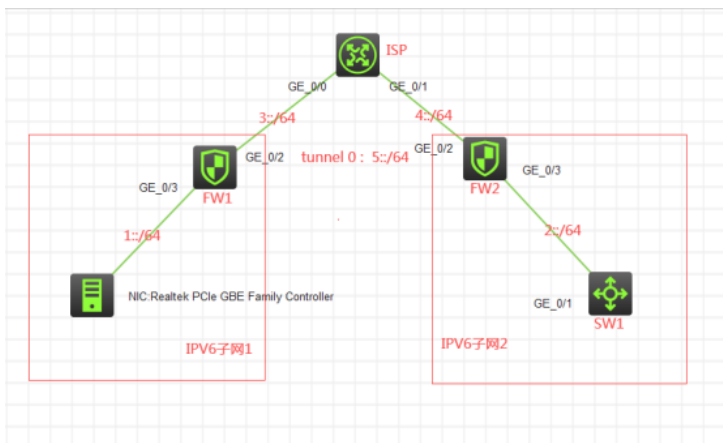 ISP
GE_0/0
GE_0/1
3::/64
4::/64
GE_0/2
tunnel 0 : 5::/64
GE_0/2
GE_0/3
FW1
GE_0/3
FW2
1::/64
2::/64
NIC:Realtek PCIe GBE Family Controller
GE_0/1
SW1
IPV6子网1
IPV6子网2